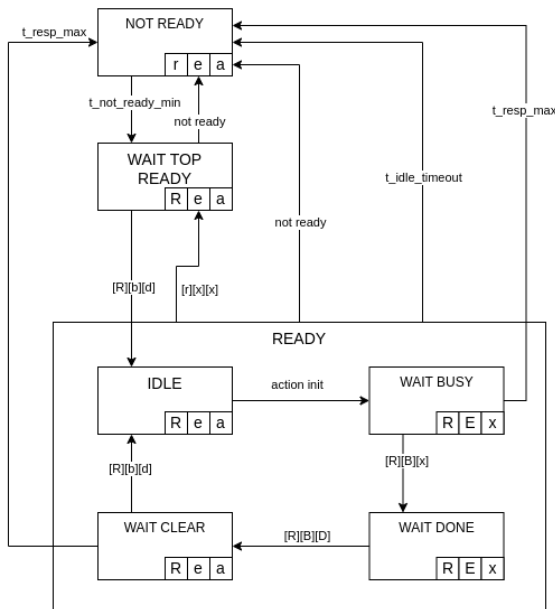 NOT READY
t_resp_max
r e a
t_not_ready_min
not ready
t_resp_max
WAIT TOP
READY
R e a
t_idle_timeout
not ready
[R][b][d]
[r][x][x]
READY
IDLE
R e a
action init
WAIT BUSY
R E x
[R][b][d]
[R][B][x]
WAIT CLEAR
R e a
[R][B][D]
WAIT DONE
R E x